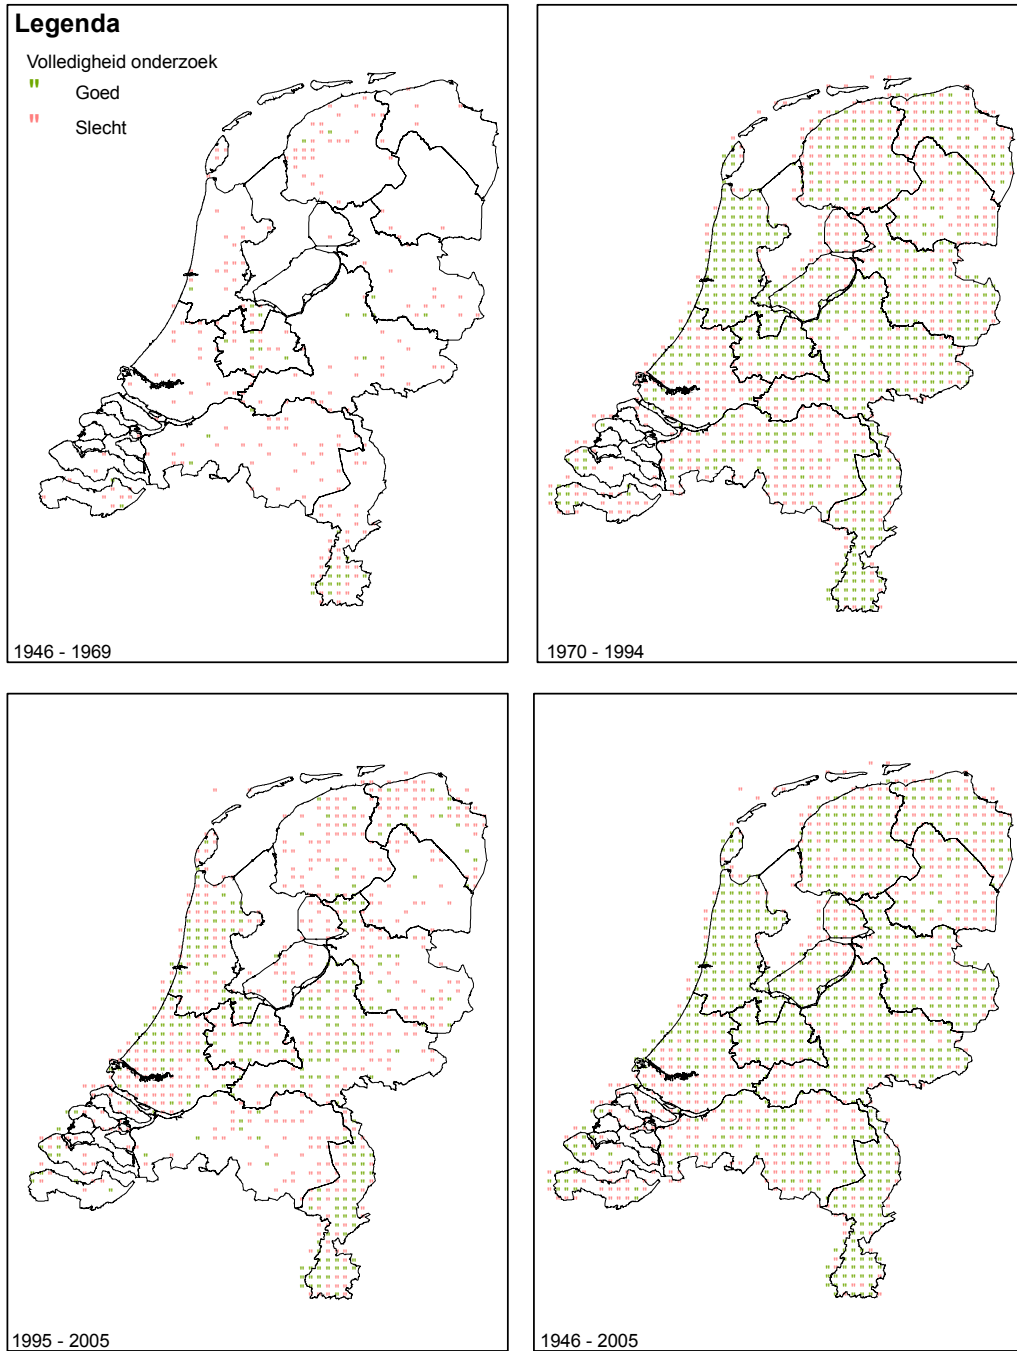 Legenda
Volledigheid onderzoek
Goed
Slecht
1946 - 1969
1970 - 1994
1995 - 2005
1946 - 2005